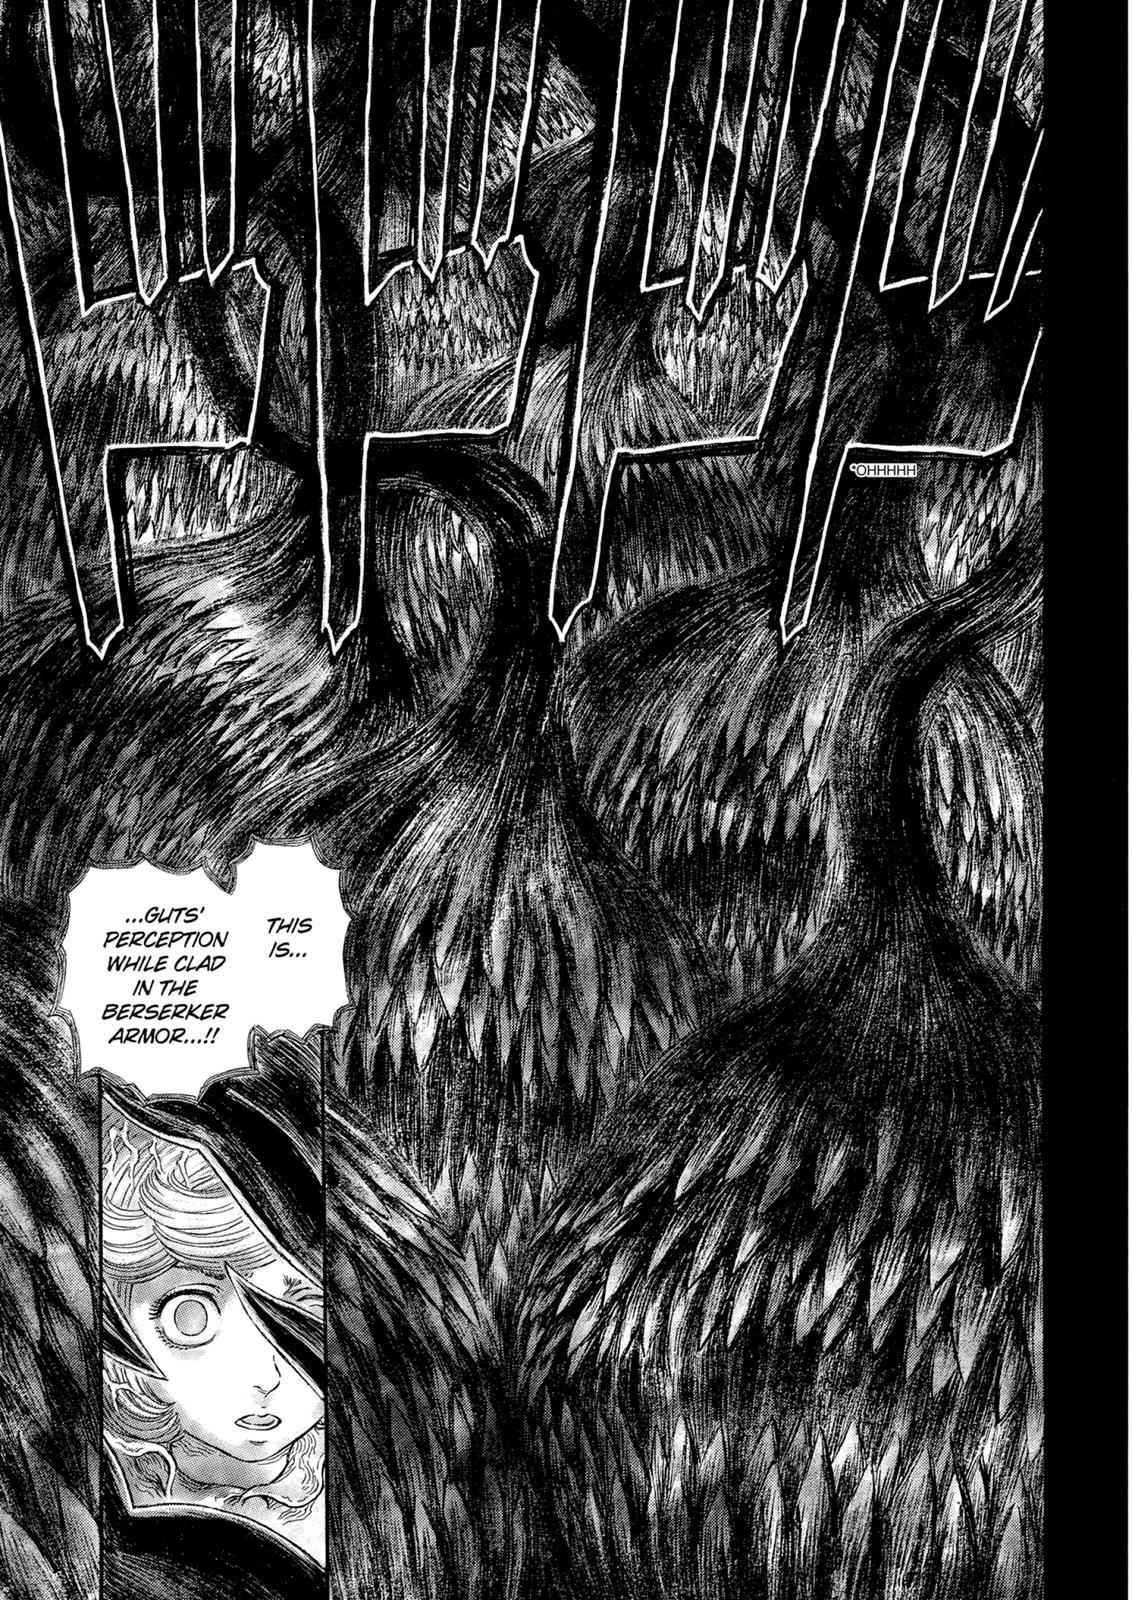 OHHHHH
THIS
IS...
...GUTS'
PERCEPTION
WHILE CLAD
IN THE
BERSERKER
ARMOR...!!